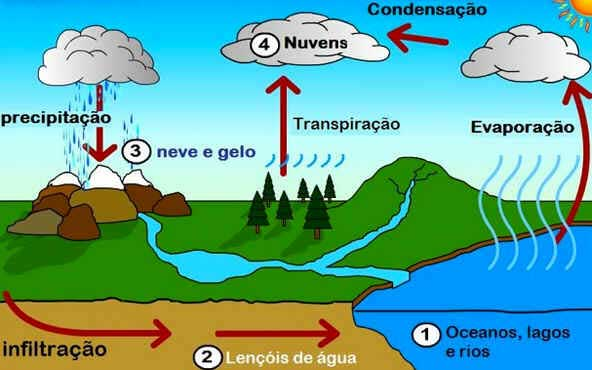 Condensação
4 Nuvens
precipitação
Transpiração
Evaporação
3 neve e gelo
1 Oceanos, lagos
e rios
infiltração
2 Lençóis de água